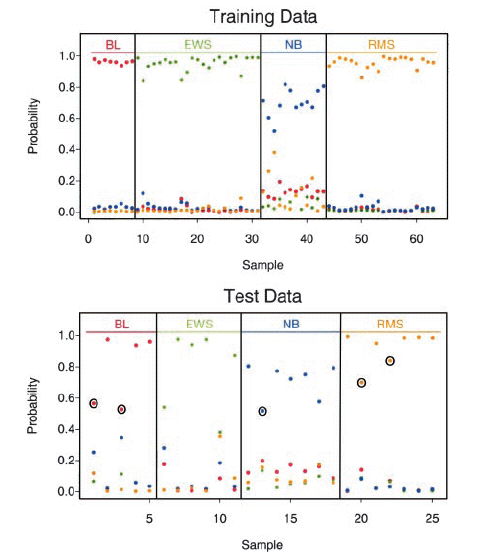 Training Data
BL EWS NB RMS
1.0
0.8
0.6
0.4
0.2
0.0
Probability
0 10 20 30 40 50 60
Sample
Test Data
BL EWS NB RMS
1.0
0.8
0.6
0.4
0.2
0.0
Probability
5 10 15 20 25
Sample